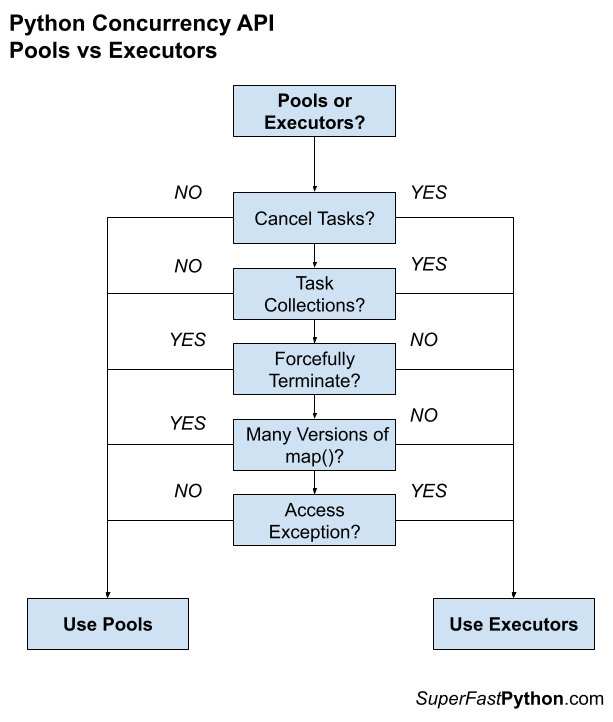 Python Concurrency API
Pools vs Executors
Pools or
Executors?
NO
YES
Cancel Tasks?
NO
YES
Task
Collections?
YES
NO
Forcefully
Terminate?
YES
NO
Many Versions of
map()?
NO
YES
Access
Exception?
Use Pools
Use Executors
SuperFastPython.com